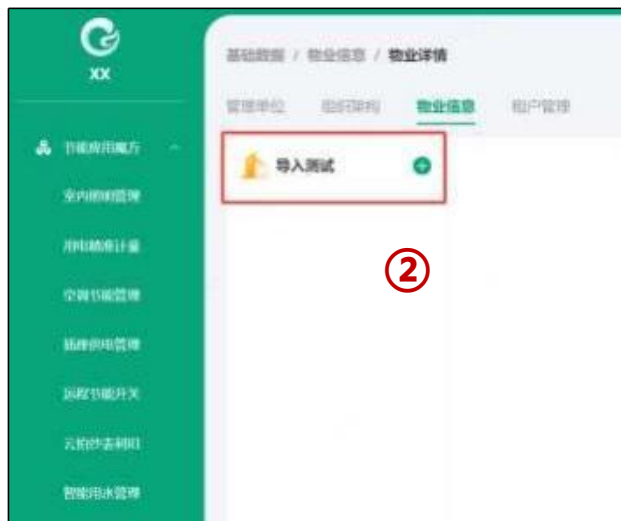 XX
基础数据 / 物业信息 / 物业详情
管理单位 组织架构 物业信息 租户管理
节能应用魔方
导入测试
室内照明管理
用电精准计量
②
空调节能管理
插座供电管理
远程节能开关
智能用水管理